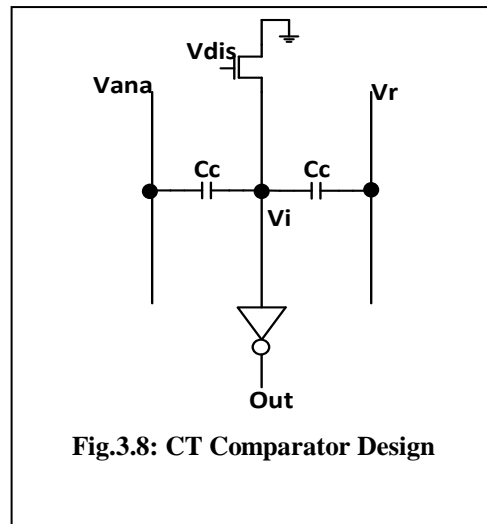 Vdis
Vana
Vr
Cc
Cc
Vi
Out
Fig.3.8: CT Comparator Design